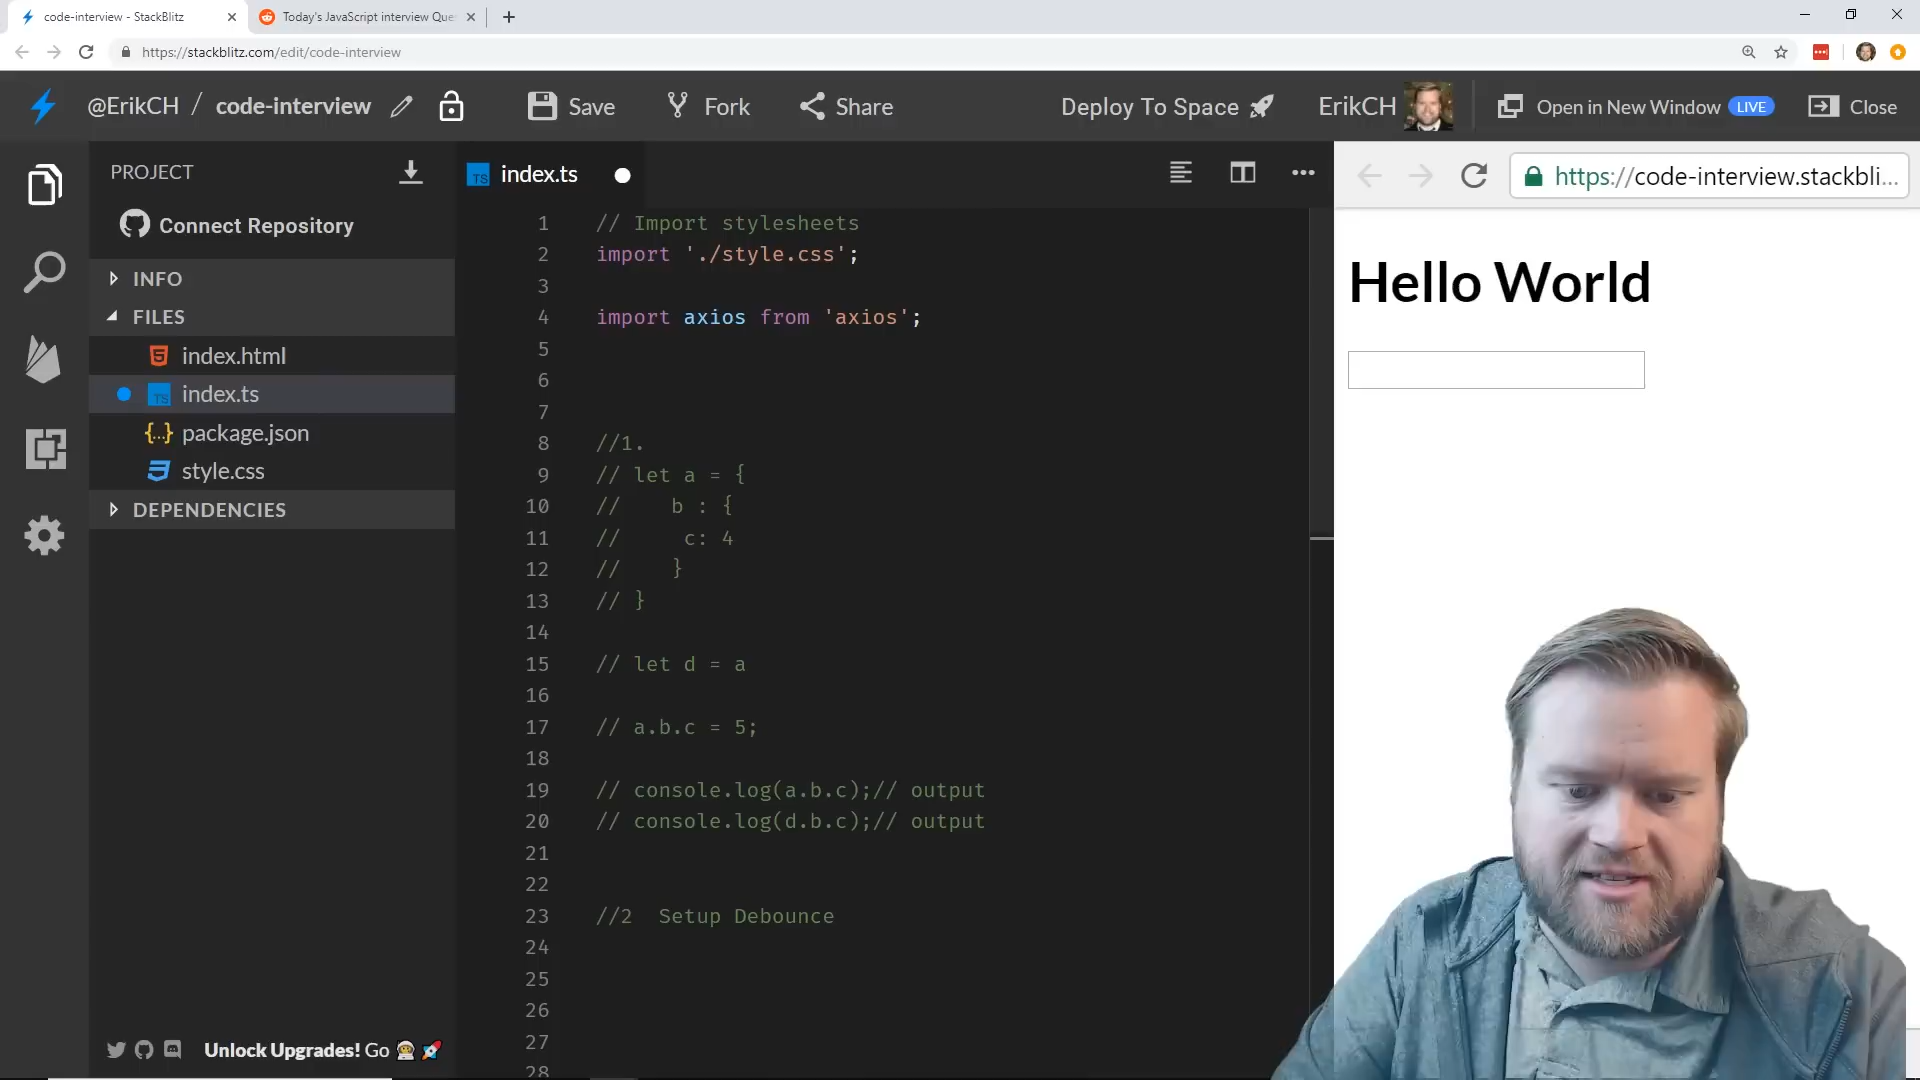 code-interview - StackBlitz
Today's JavaScript interview Que
https://stackblitz.com/edit/code-interview
@ErikCH / code-interview
Save
Fork
Share
Deploy To Space
ErikCH
Open in New Window LIVE
Close
PROJECT
Connect Repository
INFO
FILES
index.html
TS index.ts
{..} package.json
style.css
DEPENDENCIES
Unlock Upgrades! Go
TS index.ts
1 // Import stylesheets
2 import './style.css';
3
4 import axios from 'axios';
5
6
7
8 //1.
9 // let a = {
10 //    b : {
11 //     c: 4
12 //    }
13 // }
14
15 // let d = a
16
17 // a.b.c = 5;
18
19 // console.log(a.b.c);// output
20 // console.log(d.b.c);// output
21
22
23 //2  Setup Debounce
24
25
26
27
28
https://code-interview.stackbli...
Hello World